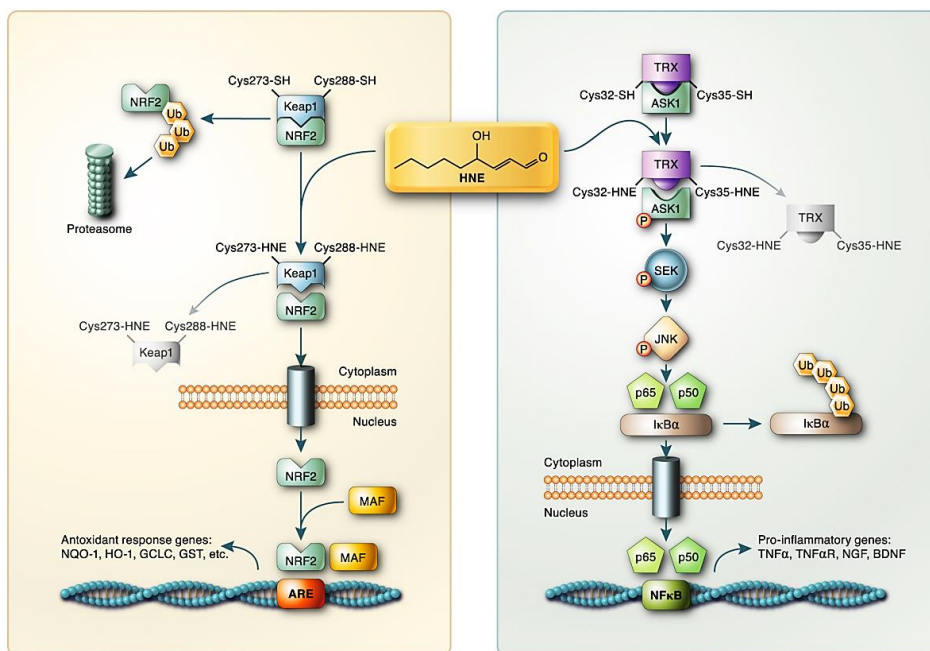 Cys273-SH
Cys288-SH
Keap1
NRF2
NRF2
Ub
Ub
Ub
Proteasome
OH
O
HNE
Cys273-HNE
Cys288-HNE
Keap1
NRF2
Cys273-HNE
Cys288-HNE
Keap1
Cytoplasm
Nucleus
NRF2
MAF
Antioxidant response genes:
NQO-1, HO-1, GCLC, GST, etc.
NRF2
MAF
ARE
TRX
Cys32-SH
Cys35-SH
ASK1
TRX
Cys32-HNE
Cys35-HNE
ASK1
P
TRX
Cys32-HNE
Cys35-HNE
SEK
P
JNK
P
p65
p50
IκBα
Ub
Ub
Ub
Ub
IκBα
Cytoplasm
Nucleus
p65
p50
Pro-inflammatory genes:
TNFα, TNFαR, NGF, BDNF
NFκB